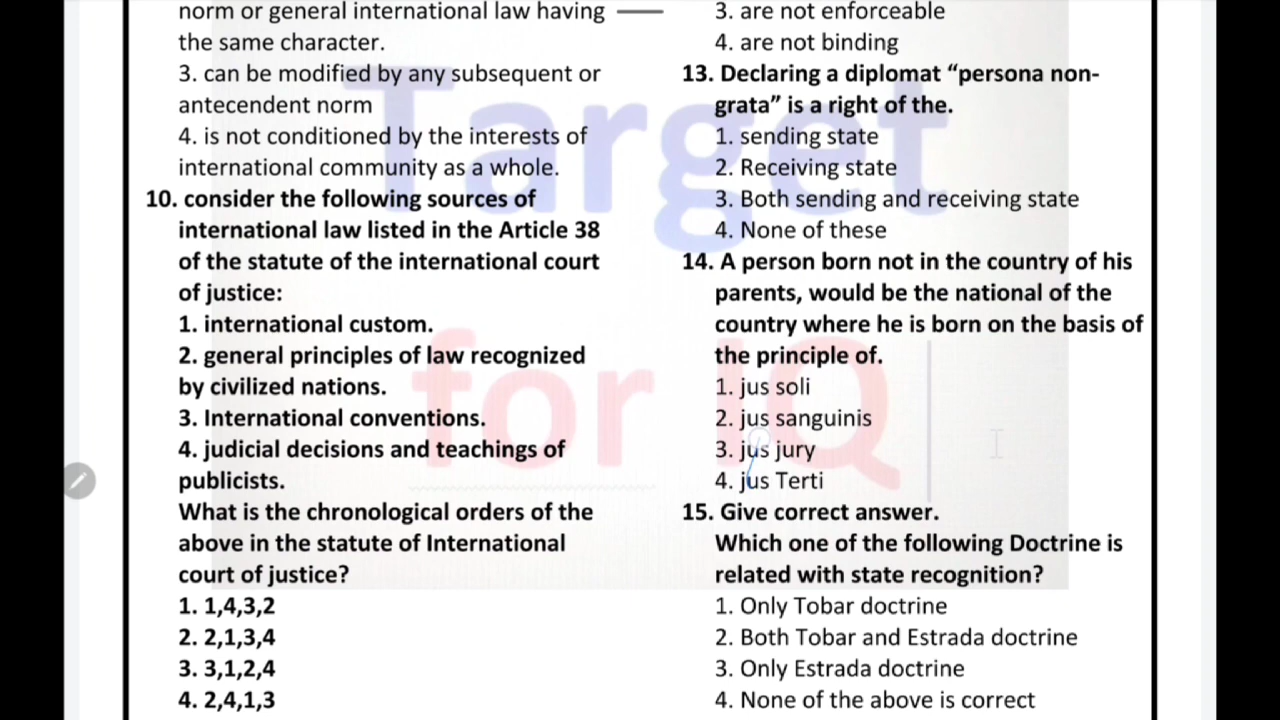 norm or general international law having
the same character.
3. can be modified by any subsequent or
antecendent norm
4. is not conditioned by the interests of
international community as a whole.
10. consider the following sources of
international law listed in the Article 38
of the statute of the international court
of justice:
1. international custom.
2. general principles of law recognized
by civilized nations.
3. International conventions.
4. judicial decisions and teachings of
publicists.
What is the chronological orders of the
above in the statute of International
court of justice?
1. 1,4,3,2
2. 2,1,3,4
3. 3,1,2,4
4. 2,4,1,3
3. are not enforceable
4. are not binding
13. Declaring a diplomat “persona non-
grata” is a right of the.
1. sending state
2. Receiving state
3. Both sending and receiving state
4. None of these
14. A person born not in the country of his
parents, would be the national of the
country where he is born on the basis of
the principle of.
1. jus soli
2. jus sanguinis
3. jus jury
4. jus Terti
15. Give correct answer.
Which one of the following Doctrine is
related with state recognition?
1. Only Tobar doctrine
2. Both Tobar and Estrada doctrine
3. Only Estrada doctrine
4. None of the above is correct
Target
for IQ